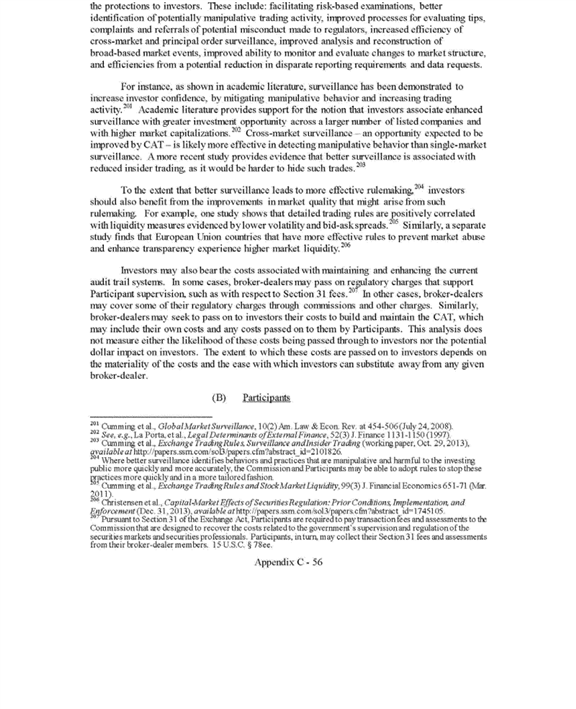 the protections to investors. These include: facilitating risk-based examinations, better
identification of potentially manipulative trading activity, improved processes for evaluating tips,
complaints and referrals of potential misconduct made to regulators, increased efficiency of
cross-market and principal order surveillance, improved analysis and reconstruction of
broad-based market events, improved ability to monitor and evaluate changes to market structure,
and efficiencies from a potential reduction in disparate reporting requirements and data requests.
For instance, as shown in academic literature, surveillance has been demonstrated to
increase investor confidence, by mitigating manipulative behavior and increasing trading
activity.201 Academic literature provides support for the notion that investors associate enhanced
surveillance with greater investment opportunity across a larger number of listed companies and
with higher market capitalizations.202 Cross-market surveillance – an opportunity expected to be
improved by CAT – is likely more effective in detecting manipulative behavior than single-market
surveillance. A more recent study provides evidence that better surveillance is associated with
reduced insider trading, as it would be harder to hide such trades.203
To the extent that better surveillance leads to more effective rulemaking,204 investors
should also benefit from the improvements in market quality that might arise from such
rulemaking. For example, one study shows that detailed trading rules are positively correlated
with liquidity measures evidenced by lower volatility and bid-ask spreads.205 Similarly, a separate
study finds that European Union countries that have more effective rules to prevent market abuse
and enhance transparency experience higher market liquidity.206
Investors may also bear the costs associated with maintaining and enhancing the current
audit trail systems. In some cases, broker-dealers may pass on regulatory charges that support
Participant supervision, such as with respect to Section 31 fees.207 In other cases, broker-dealers
may cover some of their regulatory charges through commissions and other charges. Similarly,
broker-dealers may seek to pass on to investors their costs to build and maintain the CAT, which
may include their own costs and any costs passed on to them by Participants. This analysis does
not measure either the likelihood of these costs being passed through to investors nor the potential
dollar impact on investors. The extent to which these costs are passed on to investors depends on
the materiality of the costs and the ease with which investors can substitute away from any given
broker-dealer.
(B) Participants
201 Cumming et al., Global Market Surveillance, 10(2) Am. Law & Econ. Rev. at 454-506 (July 24, 2008).
202 See, e.g., La Porta, et al., Legal Determinants of External Finance, 52(3) J. Finance 1131-1150 (1997).
203 Cumming et al., Exchange Trading Rules, Surveillance and Insider Trading (working paper, Oct. 29, 2013),
available at http://papers.ssrn.com/sol3/papers.cfm?abstract_id=2101826.
204 Where better surveillance identifies behaviors and practices that are manipulative and harmful to the investing
public more quickly and more accurately, the Commission and Participants may be able to adopt rules to stop these
practices more quickly and in a more tailored fashion.
205 Cumming et al., Exchange Trading Rules and Stock Market Liquidity, 99(3) J. Financial Economics 651-71 (Mar.
2011).
206 Christensen et al., Capital-Market Effects of Securities Regulation: Prior Conditions, Implementation, and
Enforcement (Dec. 31, 2013), available at http://papers.ssrn.com/sol3/papers.cfm?abstract_id=1745105.
207 Pursuant to Section 31 of the Exchange Act, Participants are required to pay transaction fees and assessments to the
Commission that are designed to recover the costs related to the government's supervision and regulation of the
securities markets and securities professionals. Participants, in turn, may collect their Section 31 fees and assessments
from their broker-dealer members. 15 U.S.C. § 78ee.
Appendix C - 56